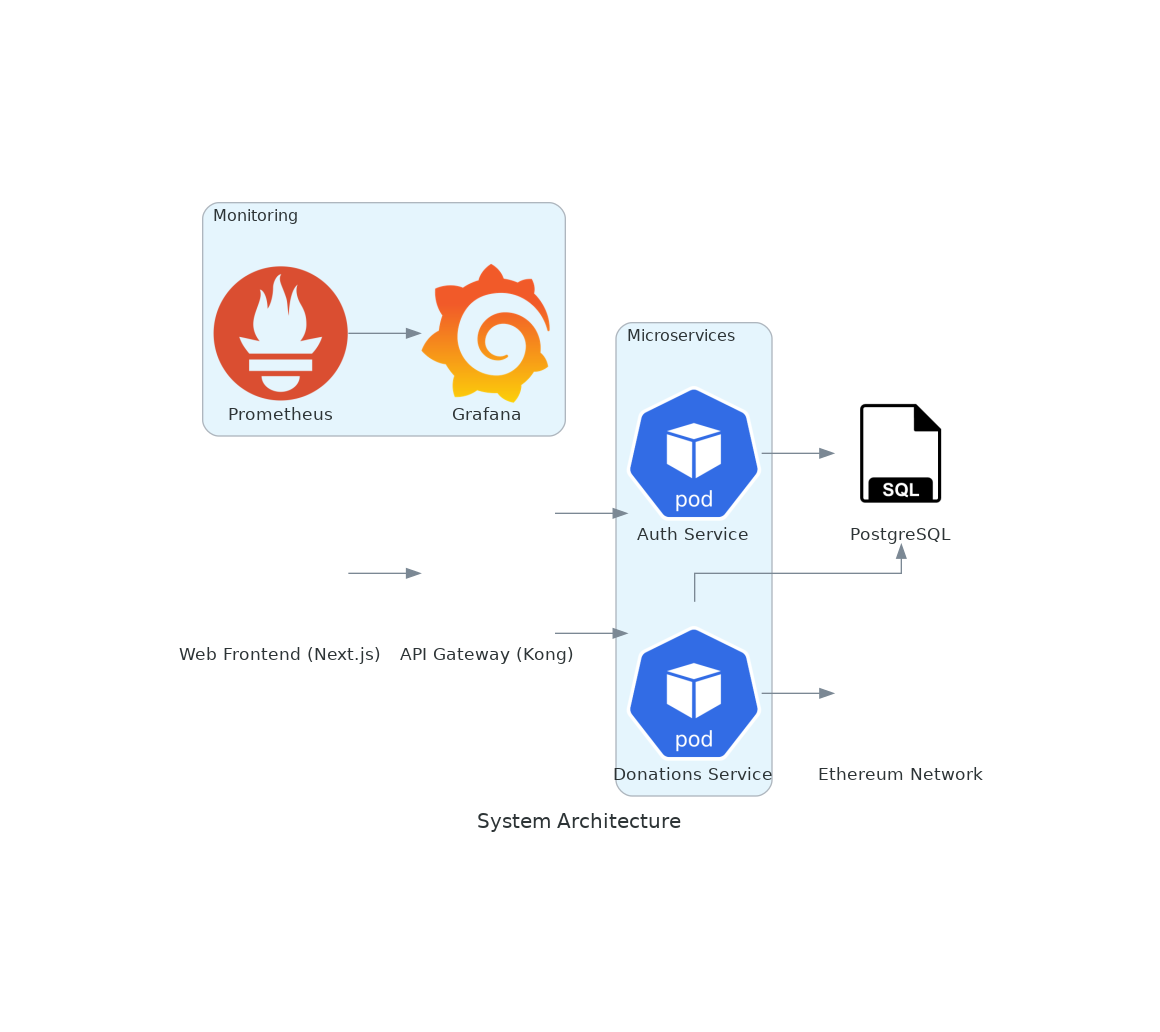 Monitoring
Prometheus
Grafana
Microservices
pod
Auth Service
SQL
PostgreSQL
Web Frontend (Next.js)
API Gateway (Kong)
pod
Donations Service
Ethereum Network
System Architecture